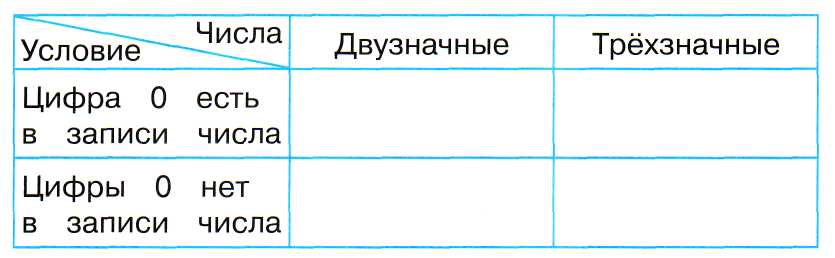 Числа
Условие
Двузначные
Трёхзначные
Цифра 0 есть
в записи числа
Цифры 0 нет
в записи числа